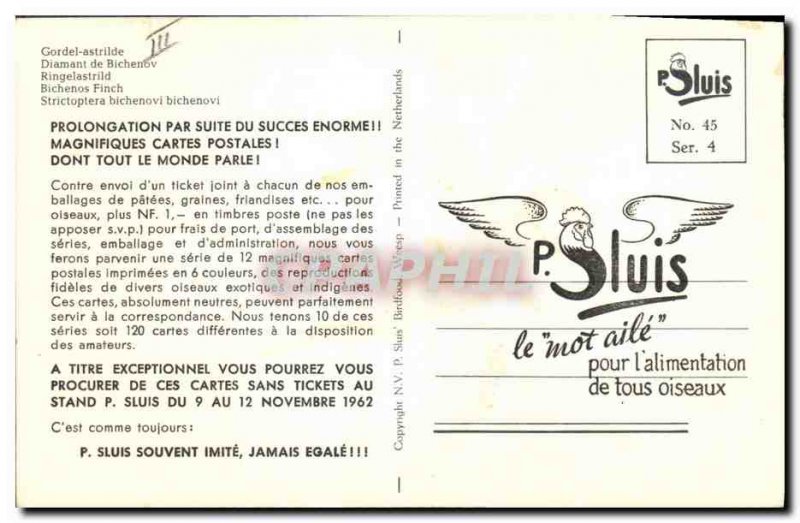 III
Gordel-astrilde
Diamant de Bichenov
Ringelastrild
Bichenos Finch
Strictoptera bichenovi bichenovi
PROLONGATION PAR SUITE DU SUCCES ENORME!!
MAGNIFIQUES CARTES POSTALES!
DONT TOUT LE MONDE PARLE!
Contre envoi d'un ticket joint à chacun de nos em-
ballages de pâtées, graines, friandises etc... pour
oiseaux, plus NF. 1,— en timbres poste (ne pas les
apposer s.v.p.) pour frais de port, d'assemblage des
séries, emballage et d'administration, nous vous
ferons parvenir une série de 12 magnifiques cartes
postales imprimées en 6 couleurs, des reproductions
fidèles de divers oiseaux exotiques et indigènes.
Ces cartes, absolument neutres, peuvent parfaitement
servir à la correspondance. Nous tenons 10 de ces
séries soit 120 cartes différentes à la disposition
des amateurs.
A TITRE EXCEPTIONNEL VOUS POURREZ VOUS
PROCURER DE CES CARTES SANS TICKETS AU
STAND P. SLUIS DU 9 AU 12 NOVEMBRE 1962
C'est comme toujours:
P. SLUIS SOUVENT IMITÉ, JAMAIS EGALÉ!!!
Copyright N.V. P. Sluis' Birdfood, Weesp — Printed in the Netherlands
P. Sluis
No. 45
Ser. 4
P. Sluis
le "mot ailé"
pour l'alimentation
de tous oiseaux